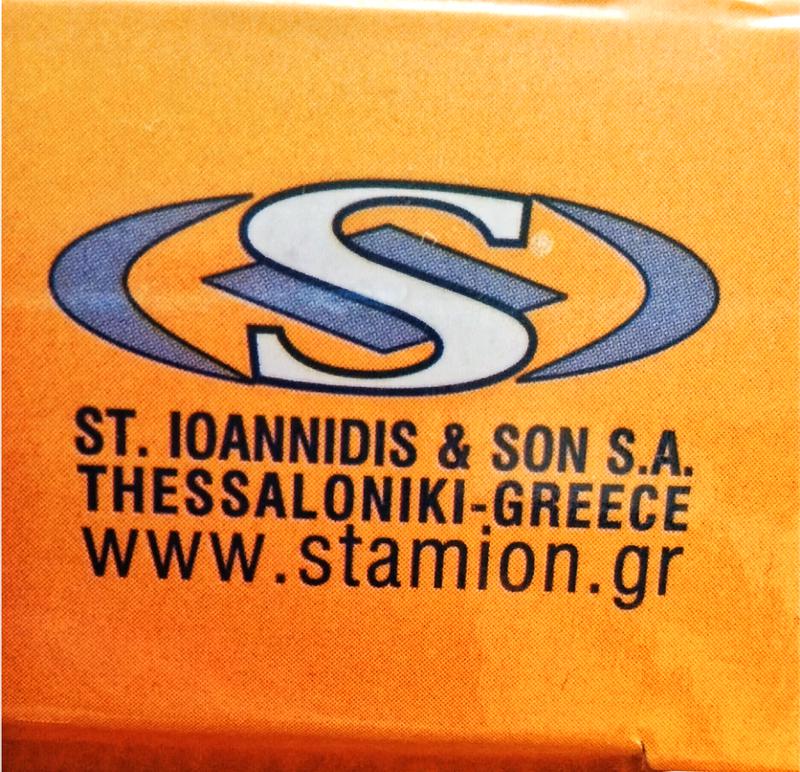 S
ST. IOANNIDIS & SON S.A.
THESSALONIKI-GREECE
www.stamion.gr